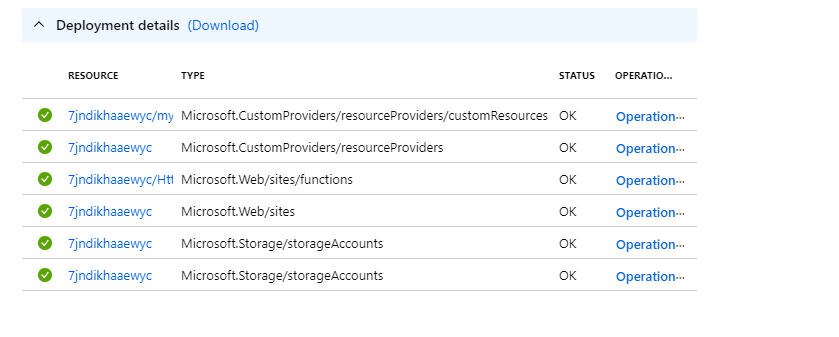 Deployment details (Download)
RESOURCE TYPE STATUS OPERATIO...
7jndikhaaewyc/my Microsoft.CustomProviders/resourceProviders/customResources OK Operation...
7jndikhaaewyc Microsoft.CustomProviders/resourceProviders OK Operation...
7jndikhaaewyc/Htt Microsoft.Web/sites/functions OK Operation...
7jndikhaaewyc Microsoft.Web/sites OK Operation...
7jndikhaaewyc Microsoft.Storage/storageAccounts OK Operation...
7jndikhaaewyc Microsoft.Storage/storageAccounts OK Operation...